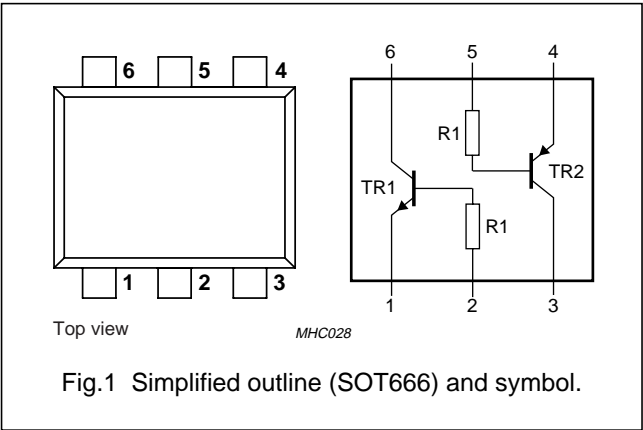 6 5 4
1 2 3
Top view
6 5 4
R1
TR1
TR2
R1
1 2 3
MHC028
Fig.1 Simplified outline (SOT666) and symbol.